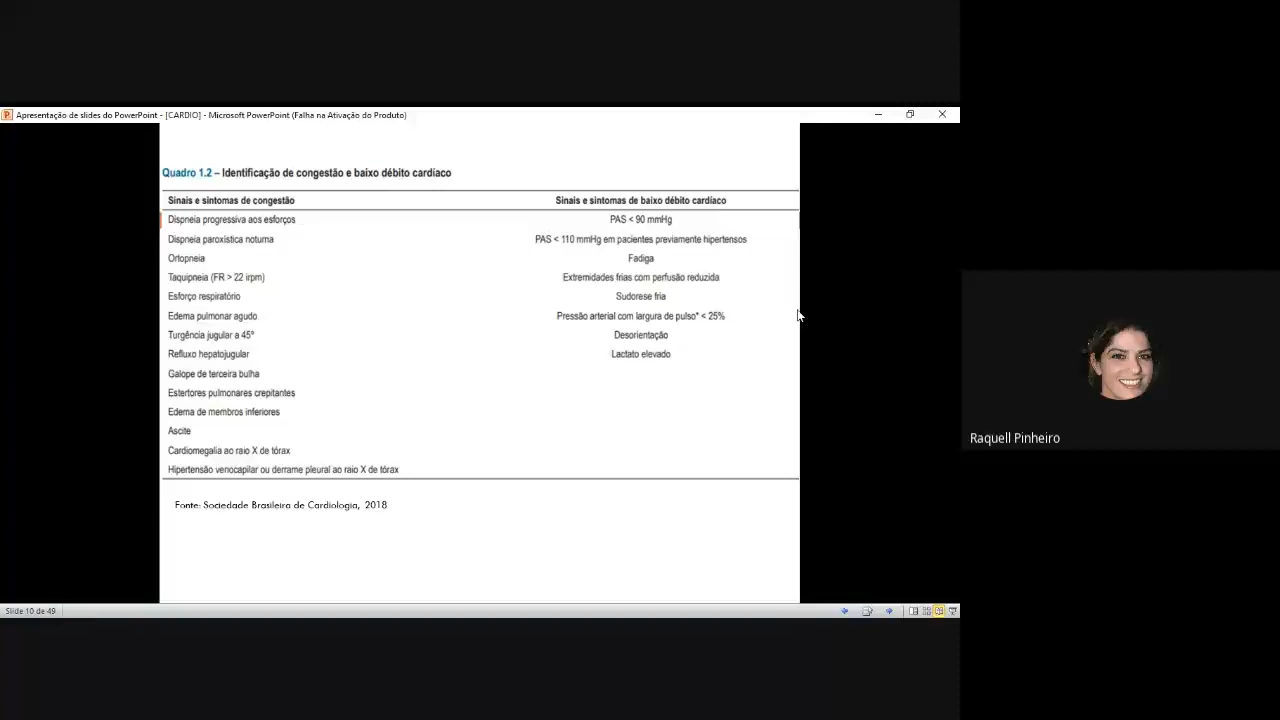 Apresentação de slides do PowerPoint - [CARDIO] - Microsoft PowerPoint (Falha na Ativação do Produto)
Quadro 1.2 – Identificação de congestão e baixo débito cardíaco
Sinais e sintomas de congestão
Sinais e sintomas de baixo débito cardíaco
Dispneia progressiva aos esforços
PAS < 90 mmHg
Dispneia paroxística noturna
PAS < 110 mmHg em pacientes previamente hipertensos
Ortopneia
Fadiga
Taquipneia (FR > 22 irpm)
Extremidades frias com perfusão reduzida
Esforço respiratório
Sudorese fria
Edema pulmonar agudo
Pressão arterial com largura de pulso* < 25%
Turgência jugular a 45°
Desorientação
Refluxo hepatojugular
Lactato elevado
Galope de terceira bulha
Estertores pulmonares crepitantes
Edema de membros inferiores
Ascite
Cardiomegalia ao raio X de tórax
Hipertensão venocapilar ou derrame pleural ao raio X de tórax
Fonte: Sociedade Brasileira de Cardiologia, 2018
Raquell Pinheiro
Slide 10 de 49